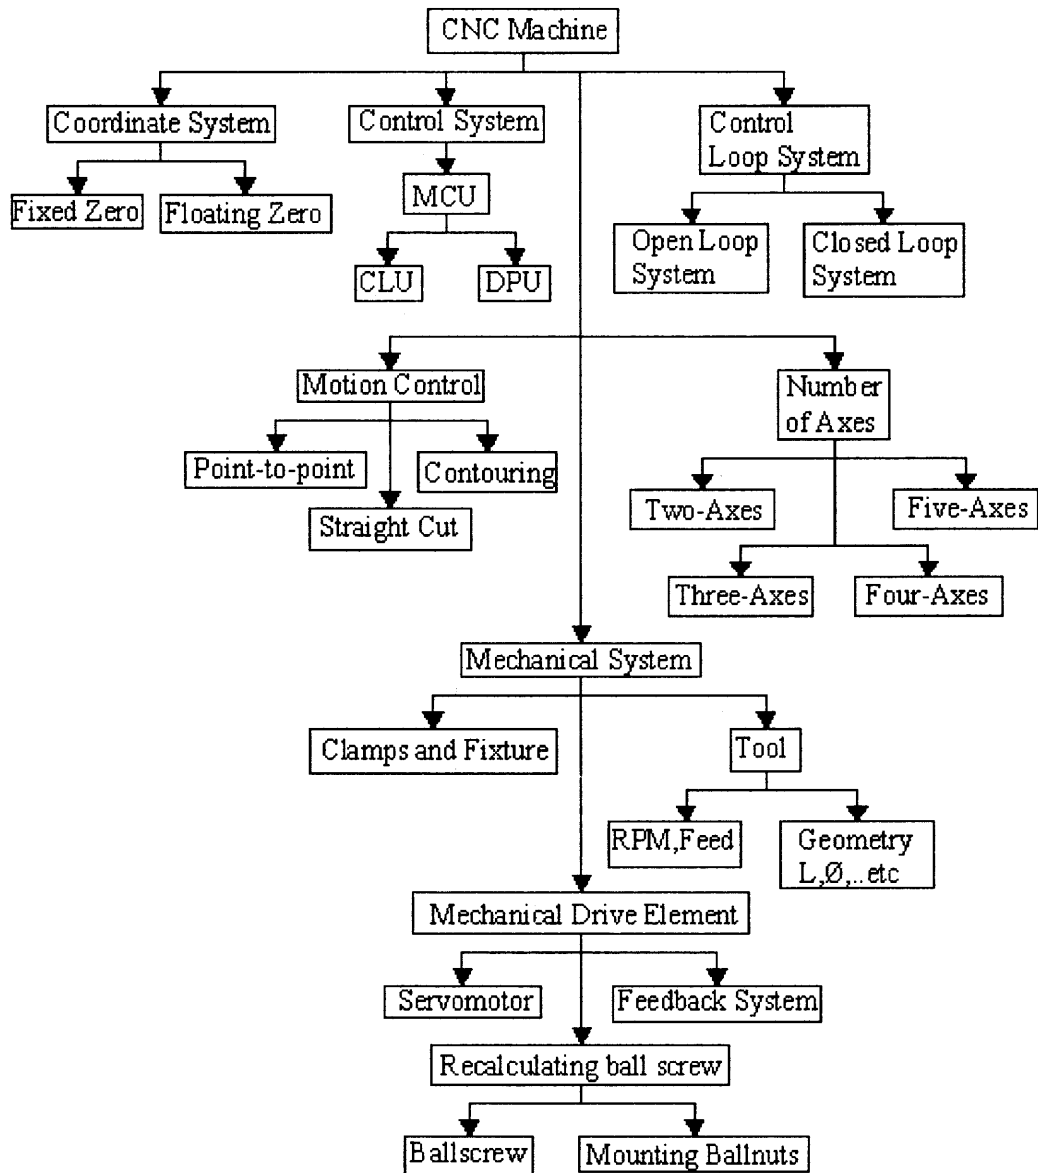 CNC Machine
Coordinate System
Control System
Control
Loop System
Fixed Zero
Floating Zero
MCU
Open Loop
System
Closed Loop
System
CLU
DPU
Motion Control
Number
of Axes
Point-to-point
Contouring
Straight Cut
Two-Axes
Five-Axes
Three-Axes
Four-Axes
Mechanical System
Clamps and Fixture
Tool
RPM,Feed
Geometry
L,Ø,..etc
Mechanical Drive Element
Servomotor
Feedback System
Recalculating ball screw
Ballscrew
Mounting Ballnuts